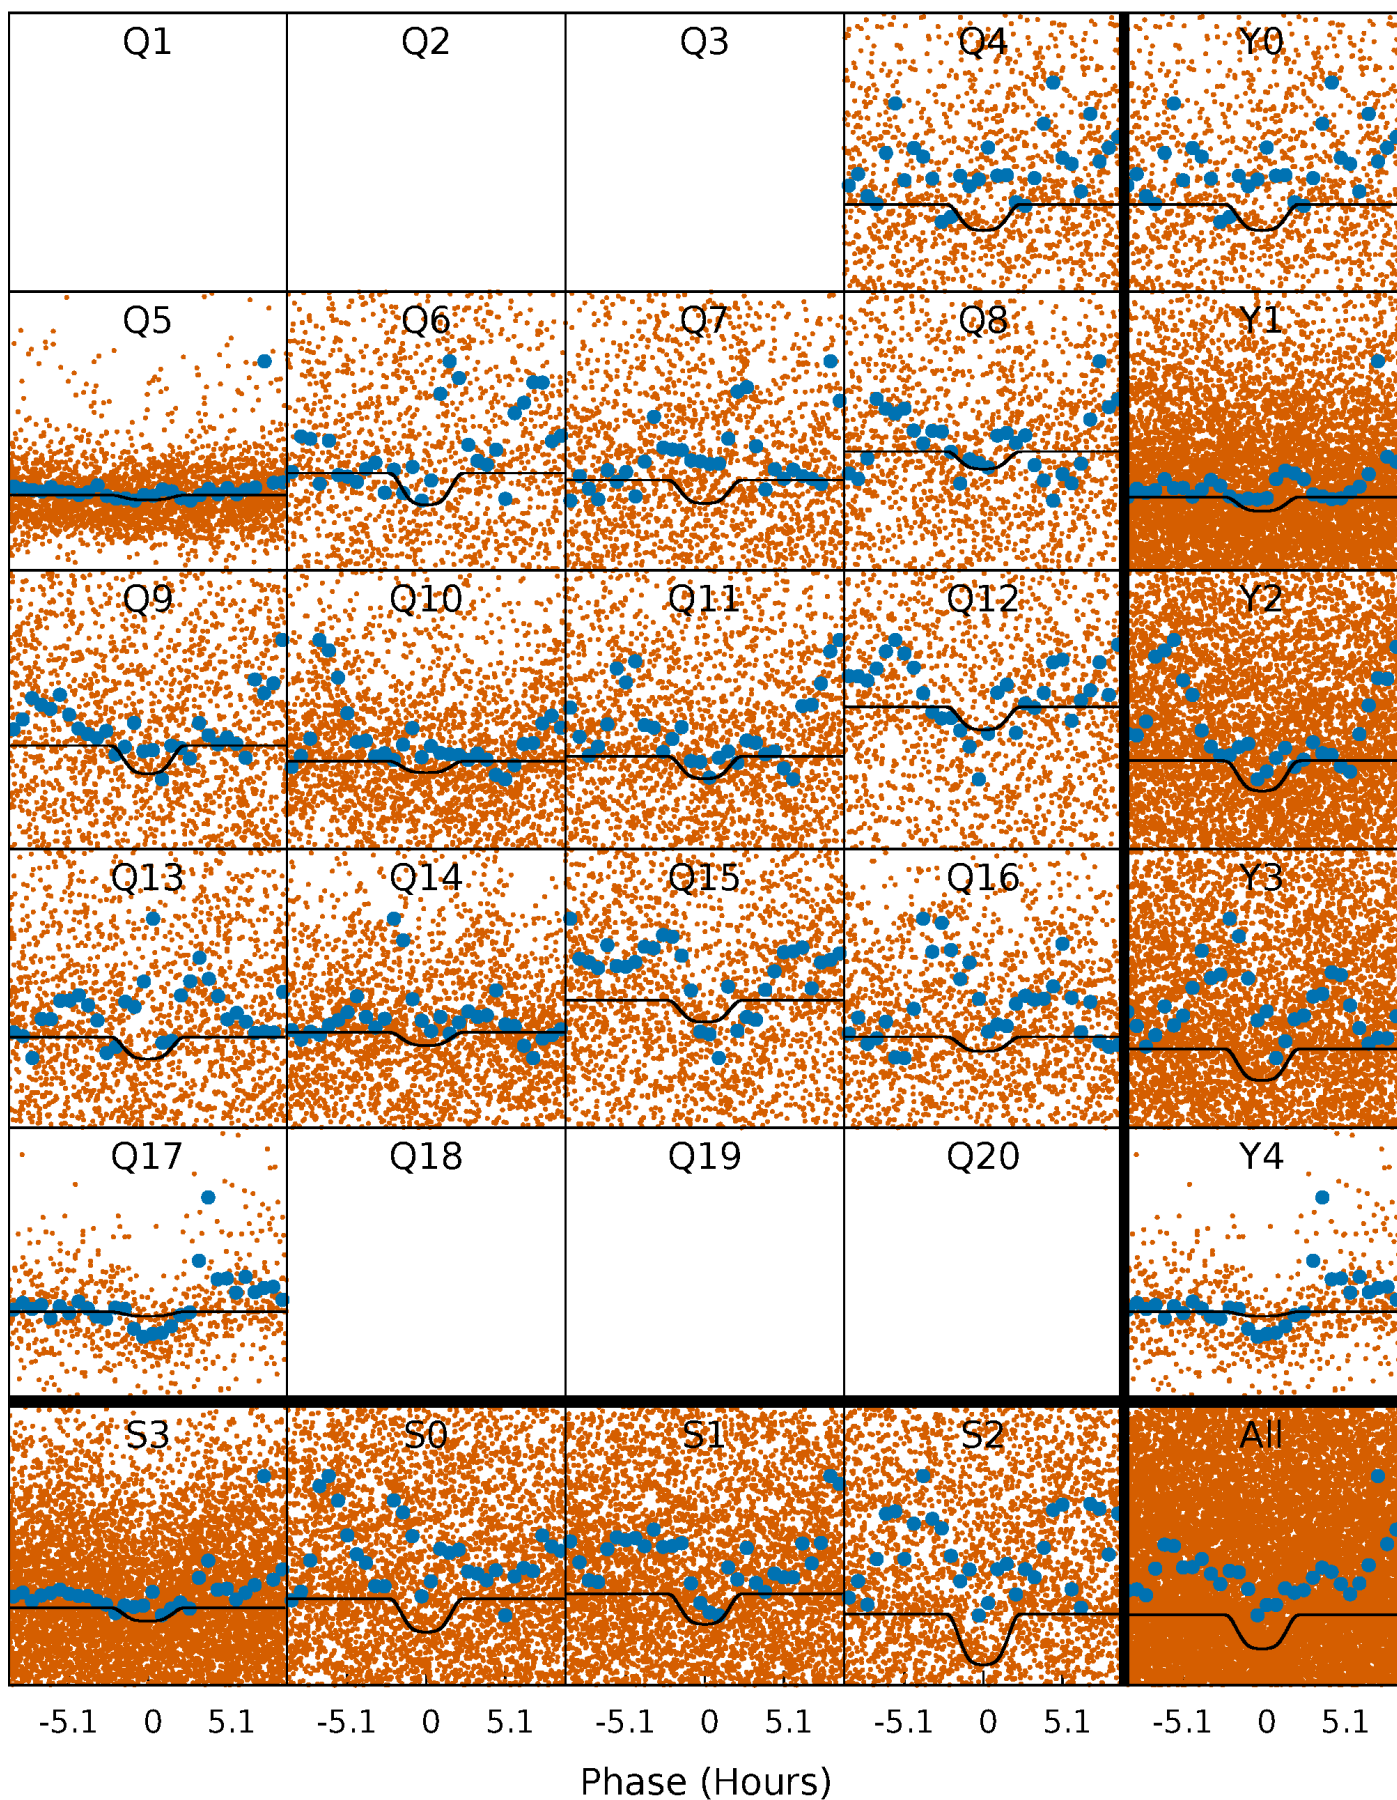 Q1 Q2 Q3 Q4 Y0
Q5 Q6 Q7 Q8 Y1
Q9 Q10 Q11 Q12 Y2
Q13 Q14 Q15 Q16 Y3
Q17 Q18 Q19 Q20 Y4
S3 S0 S1 S2 All
-5.1 0 5.1 -5.1 0 5.1 -5.1 0 5.1 -5.1 0 5.1 -5.1 0 5.1
Phase (Hours)